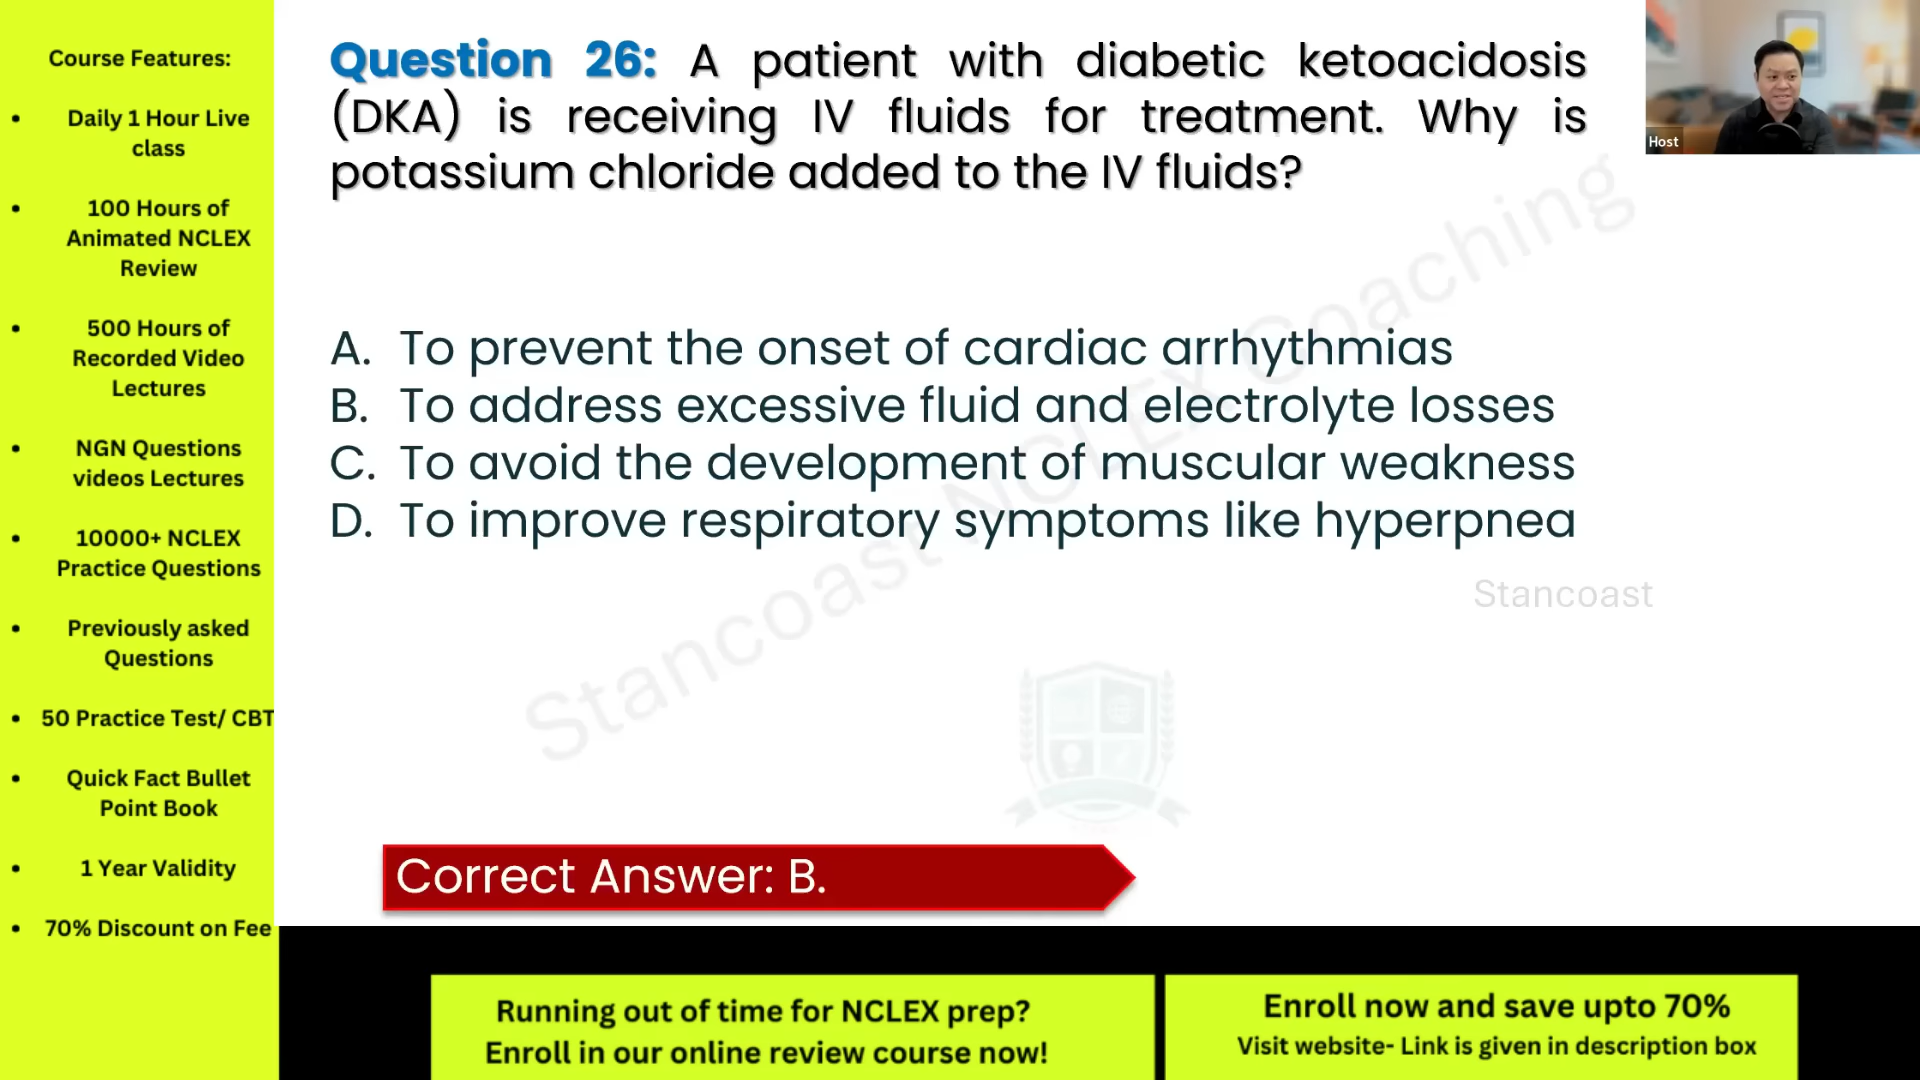 Course Features:
• Daily 1 Hour Live
class
• 100 Hours of
Animated NCLEX
Review
• 500 Hours of
Recorded Video
Lectures
• NGN Questions
videos Lectures
• 10000+ NCLEX
Practice Questions
• Previously asked
Questions
• 50 Practice Test/ CBT
• Quick Fact Bullet
Point Book
• 1 Year Validity
• 70% Discount on Fee
Question 26: A patient with diabetic ketoacidosis
(DKA) is receiving IV fluids for treatment. Why is
potassium chloride added to the IV fluids?
A. To prevent the onset of cardiac arrhythmias
B. To address excessive fluid and electrolyte losses
C. To avoid the development of muscular weakness
D. To improve respiratory symptoms like hyperpnea
Stancoast NCLEX Coaching
Stancoast
Correct Answer: B.
Host
Running out of time for NCLEX prep?
Enroll in our online review course now!
Enroll now and save upto 70%
Visit website- Link is given in description box